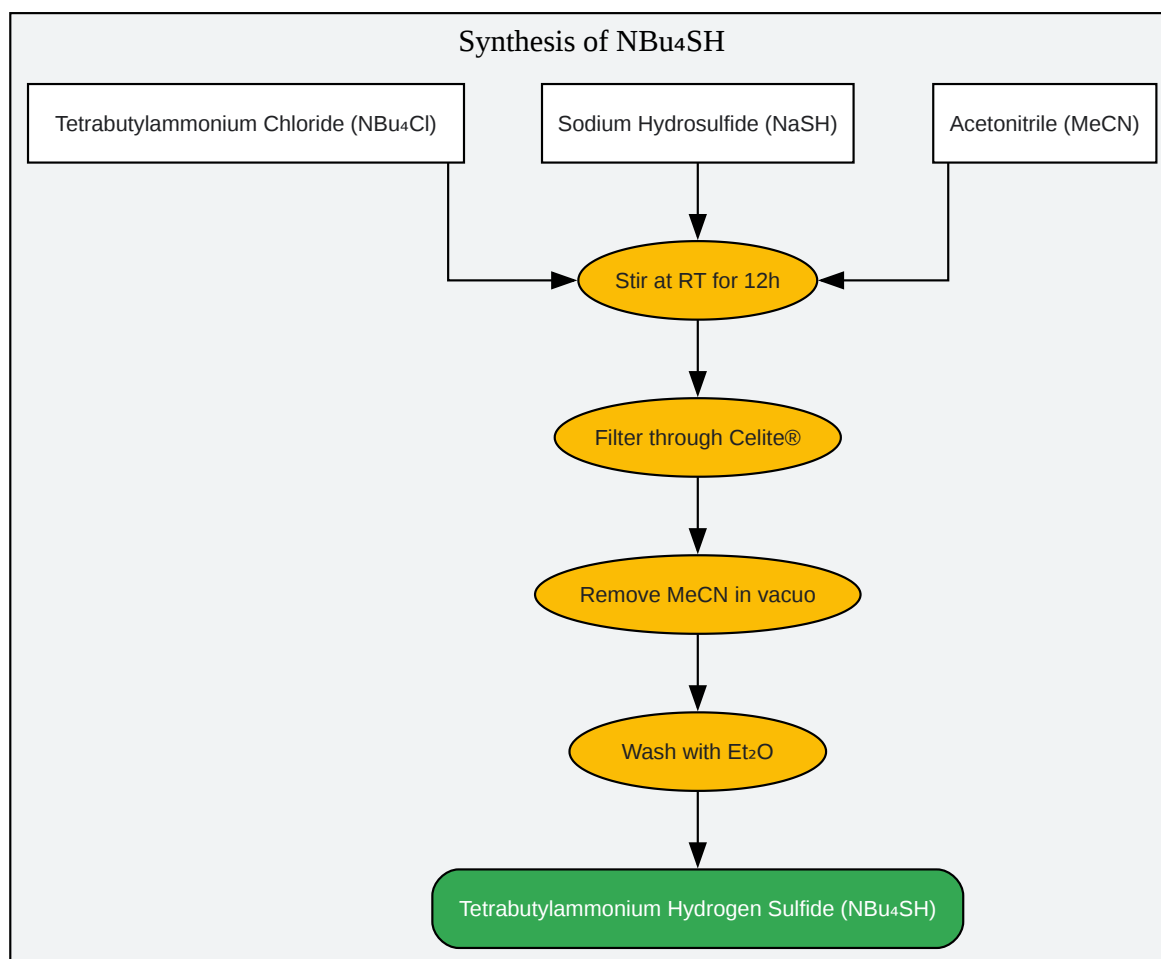 Synthesis of NBu₄SH
Tetrabutylammonium Chloride (NBu₄Cl)
Sodium Hydrosulfide (NaSH)
Acetonitrile (MeCN)
Stir at RT for 12h
Filter through Celite®
Remove MeCN in vacuo
Wash with Et₂O
Tetrabutylammonium Hydrogen Sulfide (NBu₄SH)